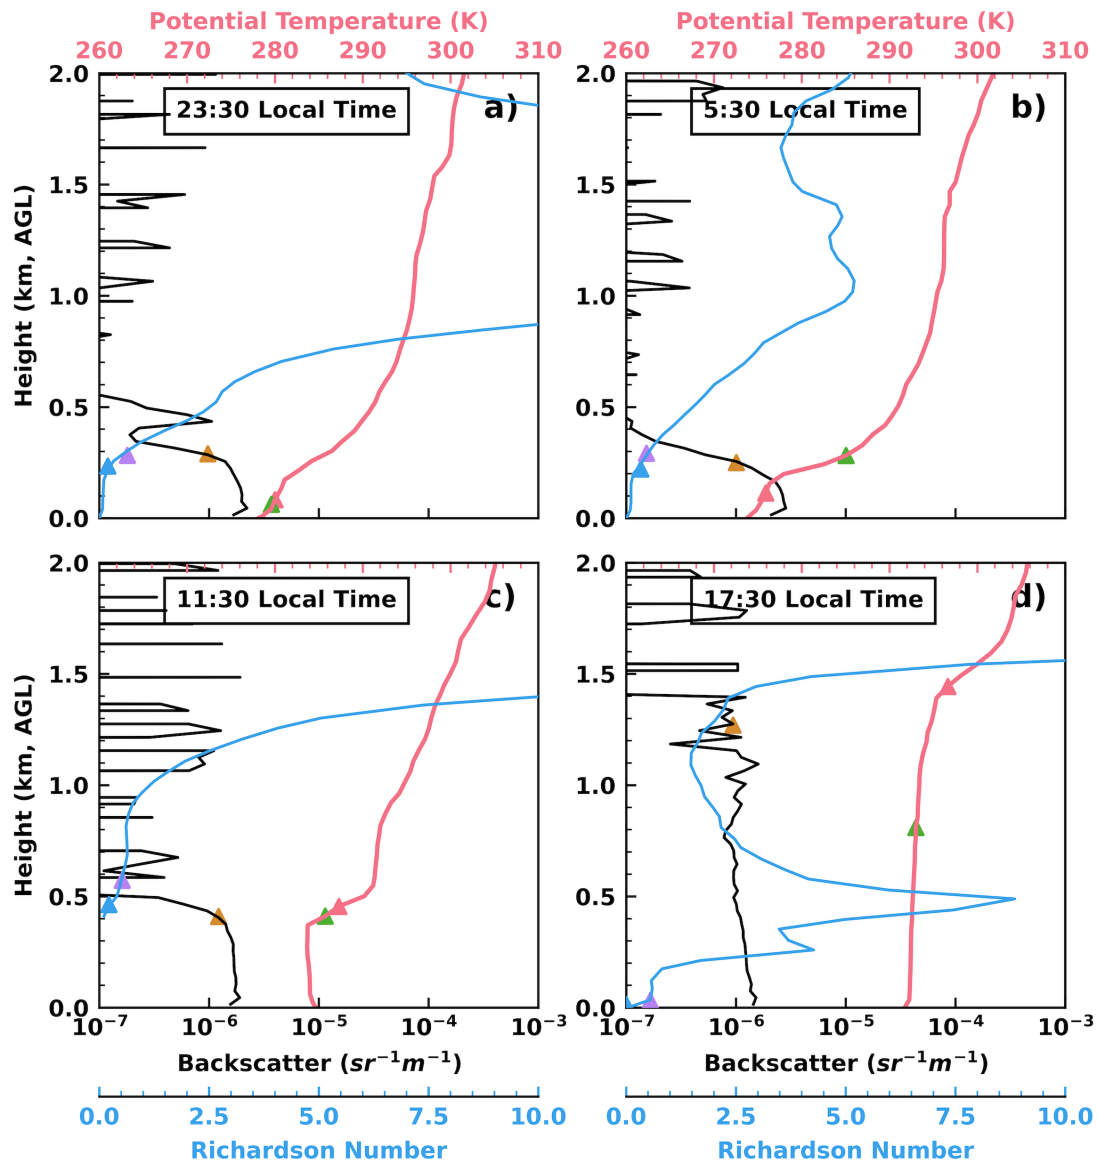 Potential Temperature (K) Potential Temperature (K)
260 270 280 290 300 310 260 270 280 290 300 310
2.0 23:30 Local Time a) 2.0 5:30 Local Time b)
1.5 1.5
1.0 1.0
0.5 0.5
0.0 0.0
Height (km, AGL)
2.0 11:30 Local Time c) 2.0 17:30 Local Time d)
1.5 1.5
1.0 1.0
0.5 0.5
0.0 0.0
Height (km, AGL)
10⁻⁷ 10⁻⁶ 10⁻⁵ 10⁻⁴ 10⁻³ 10⁻⁷ 10⁻⁶ 10⁻⁵ 10⁻⁴ 10⁻³
Backscatter (sr⁻¹m⁻¹) Backscatter (sr⁻¹m⁻¹)
0.0 2.5 5.0 7.5 10.0 0.0 2.5 5.0 7.5 10.0
Richardson Number Richardson Number